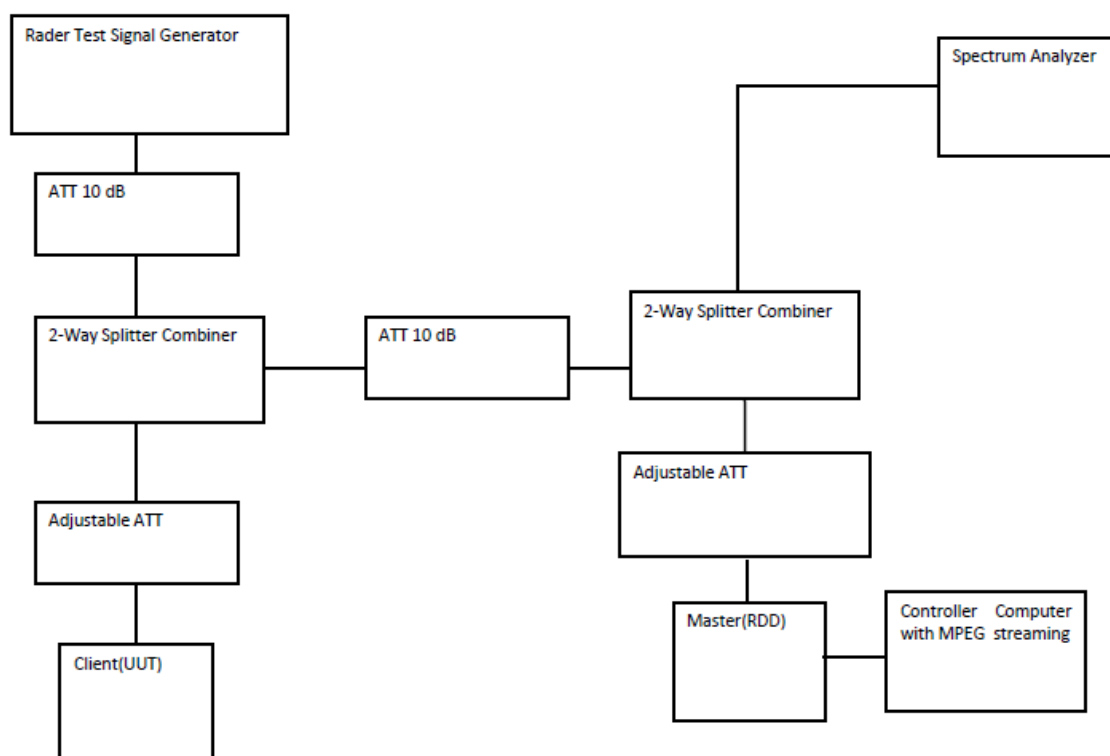 Rader Test Signal Generator
Spectrum Analyzer
ATT 10 dB
2-Way Splitter Combiner
ATT 10 dB
2-Way Splitter Combiner
Adjustable ATT
Adjustable ATT
Master(RDD)
Controller Computer
with MPEG streaming
Client(UUT)